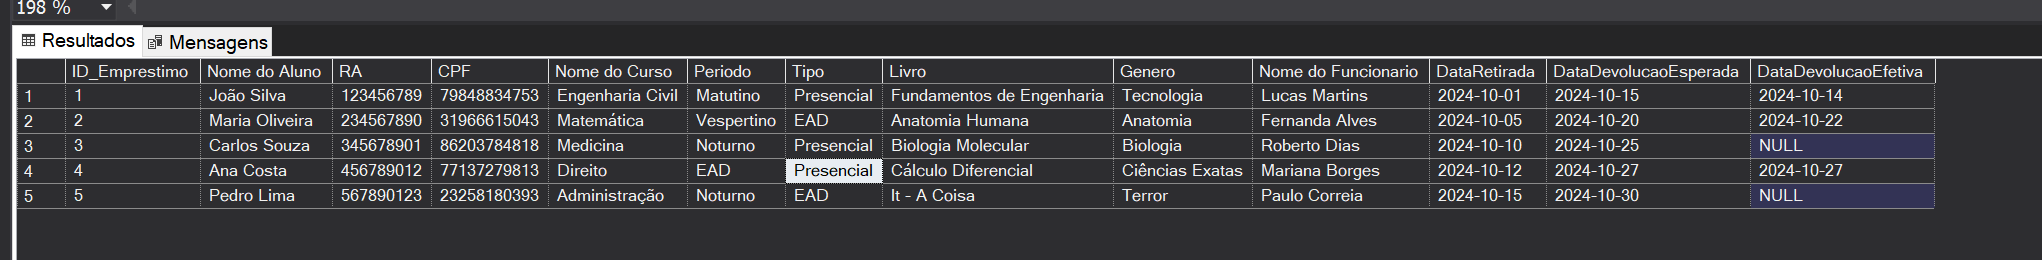 198 %
Resultados Mensagens
ID_Emprestimo Nome do Aluno RA CPF Nome do Curso Periodo Tipo Livro Genero Nome do Funcionario DataRetirada DataDevolucaoEsperada DataDevolucaoEfetiva
1 1 João Silva 123456789 79848834753 Engenharia Civil Matutino Presencial Fundamentos de Engenharia Tecnologia Lucas Martins 2024-10-01 2024-10-15 2024-10-14
2 2 Maria Oliveira 234567890 31966615043 Matemática Vespertino EAD Anatomia Humana Anatomia Fernanda Alves 2024-10-05 2024-10-20 2024-10-22
3 3 Carlos Souza 345678901 86203784818 Medicina Noturno Presencial Biologia Molecular Biologia Roberto Dias 2024-10-10 2024-10-25 NULL
4 4 Ana Costa 456789012 77137279813 Direito EAD Presencial Cálculo Diferencial Ciências Exatas Mariana Borges 2024-10-12 2024-10-27 2024-10-27
5 5 Pedro Lima 567890123 23258180393 Administração Noturno EAD It - A Coisa Terror Paulo Correia 2024-10-15 2024-10-30 NULL